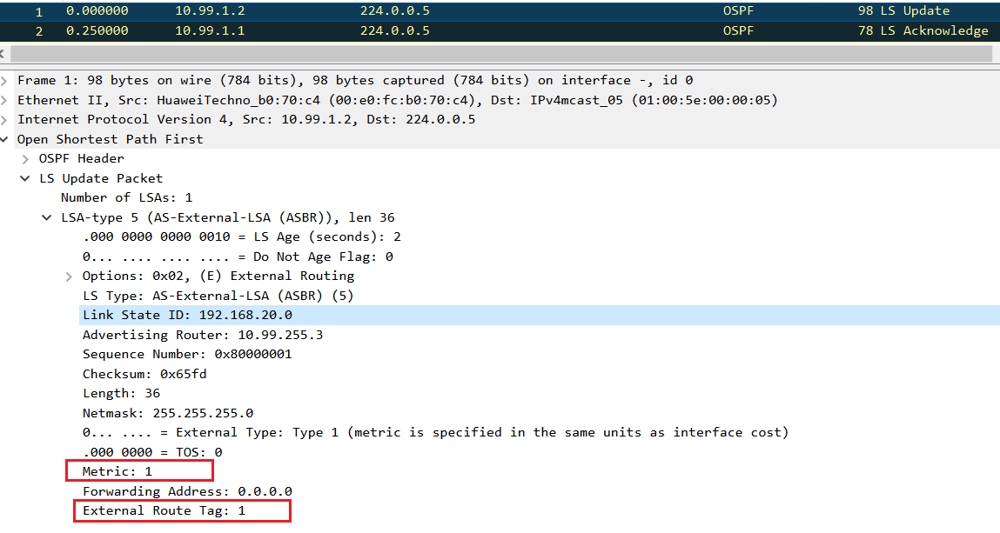 1 0.000000 10.99.1.2 224.0.0.5 OSPF 98 LS Update
2 0.250000 10.99.1.1 224.0.0.5 OSPF 78 LS Acknowledge
Frame 1: 98 bytes on wire (784 bits), 98 bytes captured (784 bits) on interface -, id 0
Ethernet II, Src: HuaweiTechno_b0:70:c4 (00:e0:fc:b0:70:c4), Dst: IPv4mcast_05 (01:00:5e:00:00:05)
Internet Protocol Version 4, Src: 10.99.1.2, Dst: 224.0.0.5
Open Shortest Path First
OSPF Header
LS Update Packet
Number of LSAs: 1
LSA-type 5 (AS-External-LSA (ASBR)), len 36
.000 0000 0000 0010 = LS Age (seconds): 2
0... .... .... .... = Do Not Age Flag: 0
Options: 0x02, (E) External Routing
LS Type: AS-External-LSA (ASBR) (5)
Link State ID: 192.168.20.0
Advertising Router: 10.99.255.3
Sequence Number: 0x80000001
Checksum: 0x65fd
Length: 36
Netmask: 255.255.255.0
0... .... = External Type: Type 1 (metric is specified in the same units as interface cost)
.000 0000 = TOS: 0
Metric: 1
Forwarding Address: 0.0.0.0
External Route Tag: 1